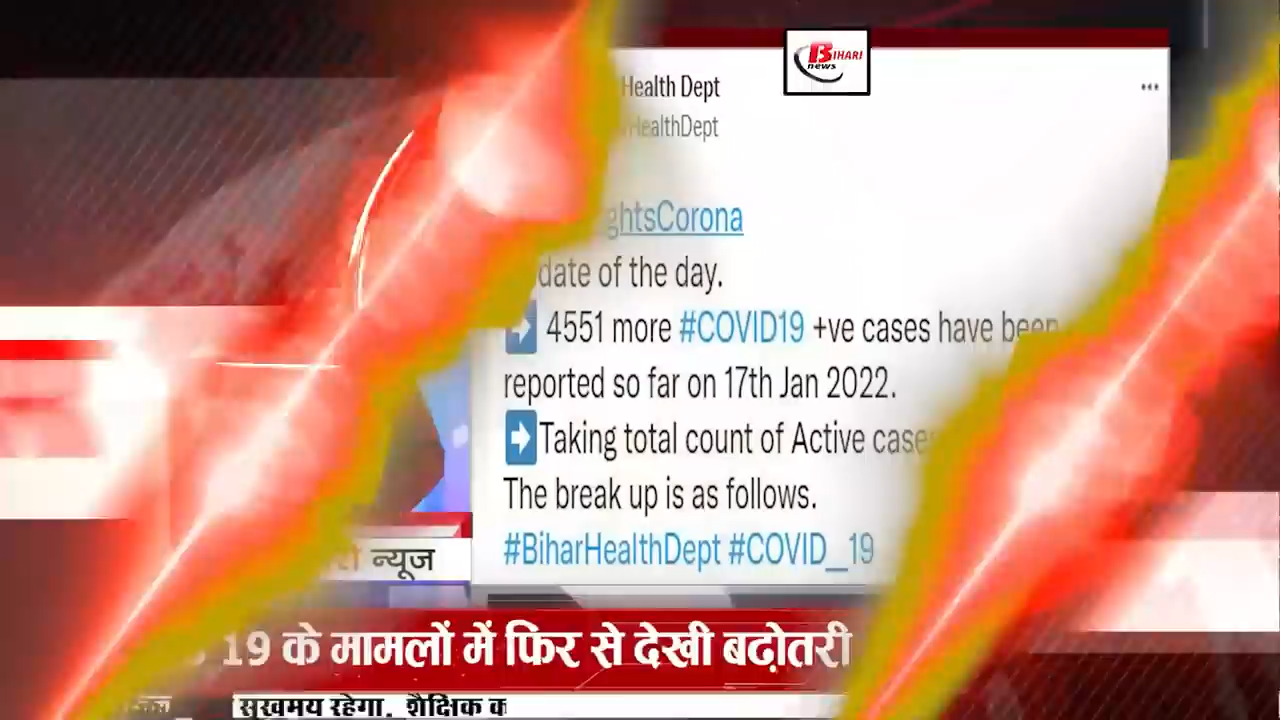 BIHARI
news
Health Dept
HealthDept
ghtsCorona
date of the day.
4551 more #COVID19 +ve cases have been
reported so far on 17th Jan 2022.
Taking total count of Active cases
The break up is as follows.
#BiharHealthDept #COVID_19
न्यूज
19 के मामलों में फिर से देखी बढ़ोतरी
सुखमय रहेगा. शैक्षिक क